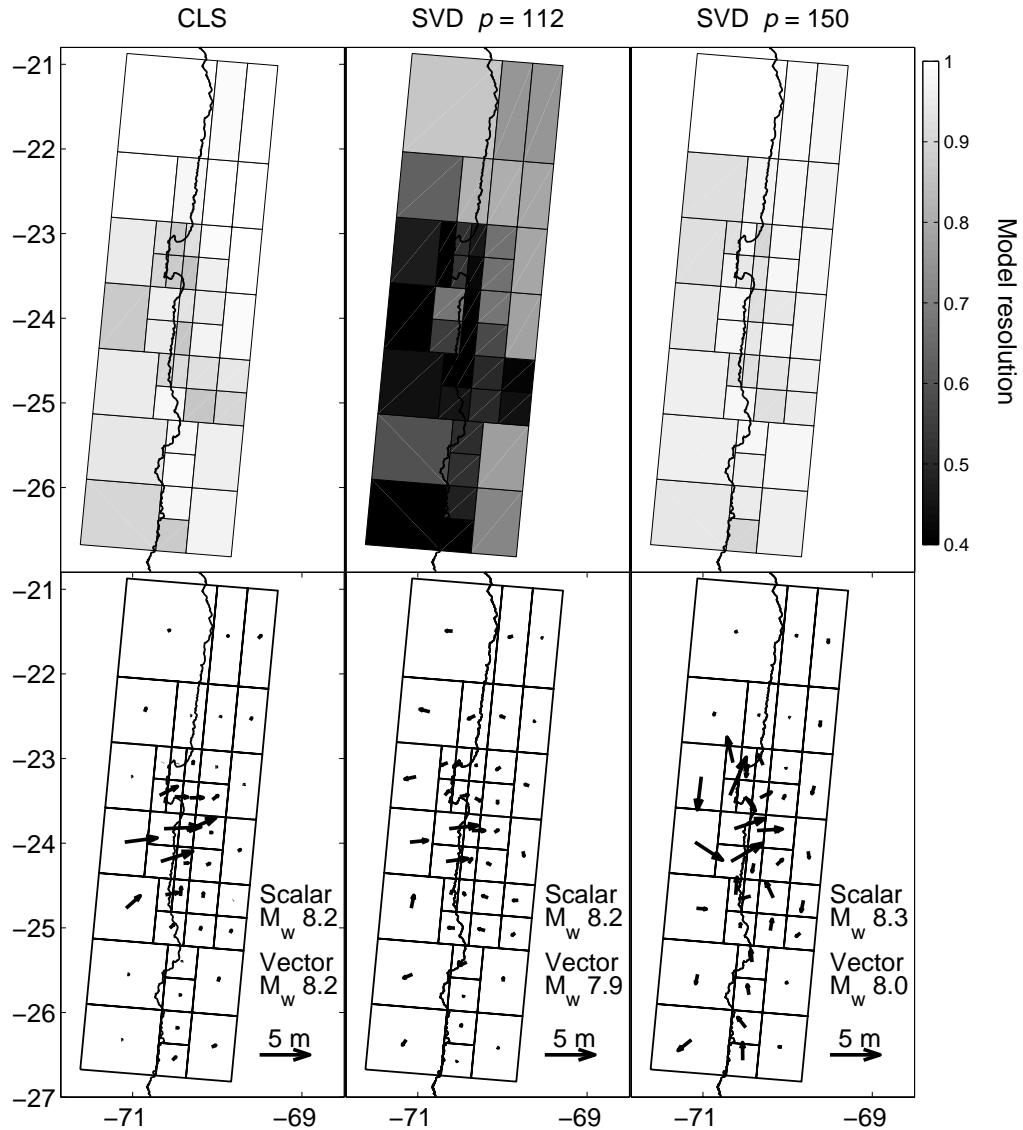 CLS SVD p = 112 SVD p = 150
−21
−22
−23
−24
−25
−26
1
0.9
0.8
0.7
0.6
0.5
0.4
Model resolution
−21
−22
−23
−24
−25
−26
−27
Scalar
Mw 8.2
Vector
Mw 8.2
5 m
Scalar
Mw 8.2
Vector
Mw 7.9
5 m
Scalar
Mw 8.3
Vector
Mw 8.0
5 m
−71 −69 −71 −69 −71 −69